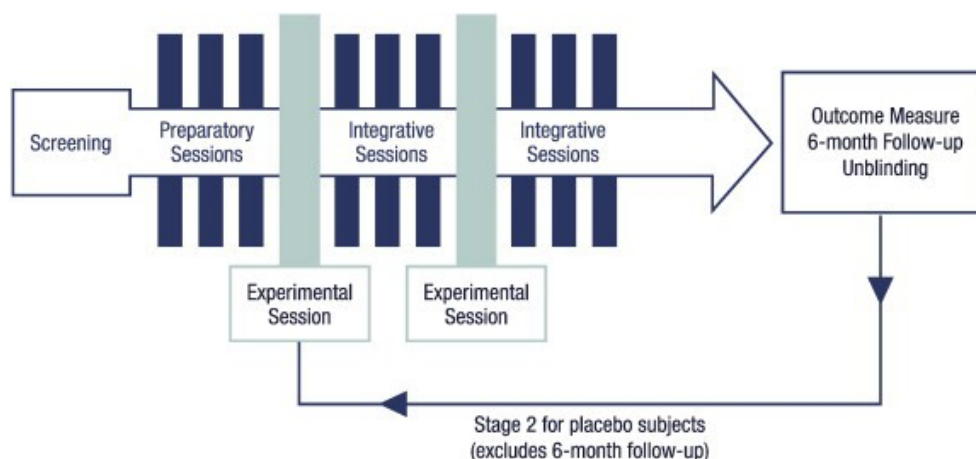 Screening
Preparatory
Sessions
Integrative
Sessions
Integrative
Sessions
Outcome Measure
6-month Follow-up
Unblinding
Experimental
Session
Experimental
Session
Stage 2 for placebo subjects
(excludes 6-month follow-up)